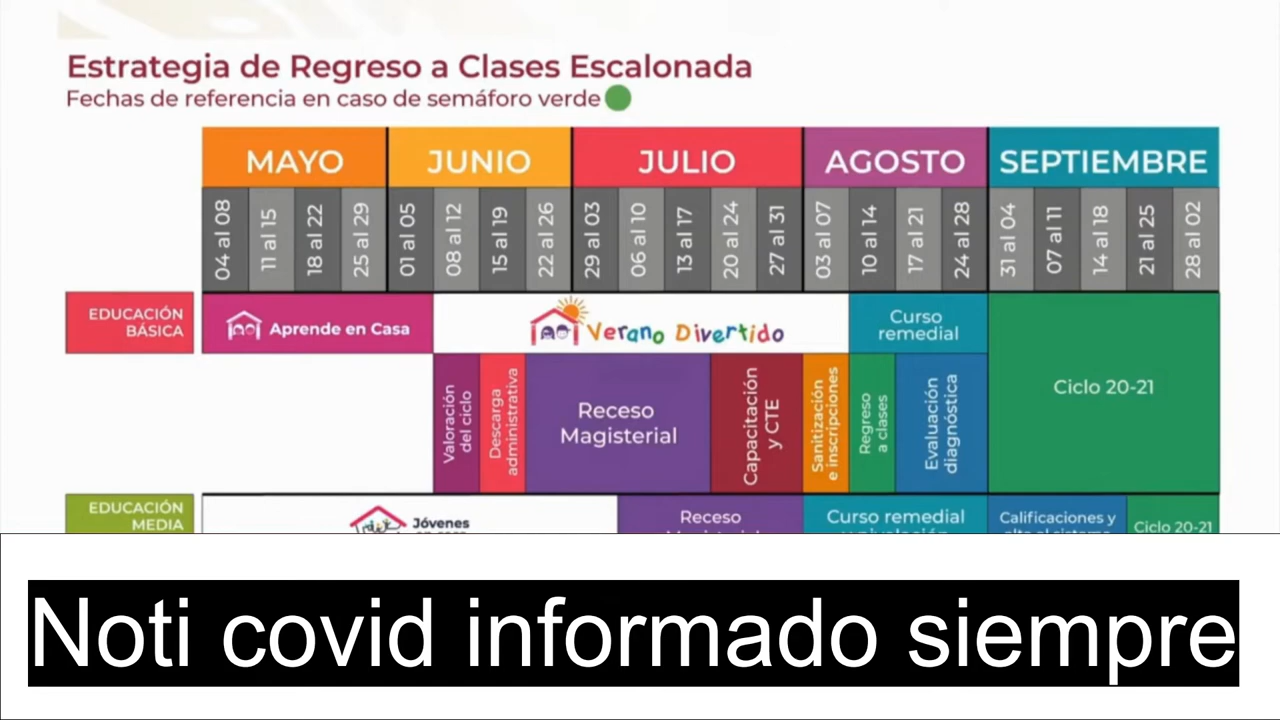 Estrategia de Regreso a Clases Escalonada
Fechas de referencia en caso de semáforo verde
MAYO JUNIO JULIO AGOSTO SEPTIEMBRE
04 al 08 11 al 15 18 al 22 25 al 29 01 al 05 08 al 12 15 al 19 22 al 26 29 al 03 06 al 10 13 al 17 20 al 24 27 al 31 03 al 07 10 al 14 17 al 21 24 al 28 31 al 04 07 al 11 14 al 18 21 al 25 28 al 02
EDUCACIÓN
BÁSICA
Aprende en Casa
Verano Divertido
Curso
remedial
Valoración
del ciclo
Descarga
administrativa
Receso
Magisterial
Capacitación
y CTE
Sanitización
e inscripciones
Regreso
a clases
Evaluación
diagnóstica
Ciclo 20-21
EDUCACIÓN
MEDIA
Jóvenes
Receso
Curso remedial
Calificaciones y
Ciclo 20-21
Noti covid informado siempre